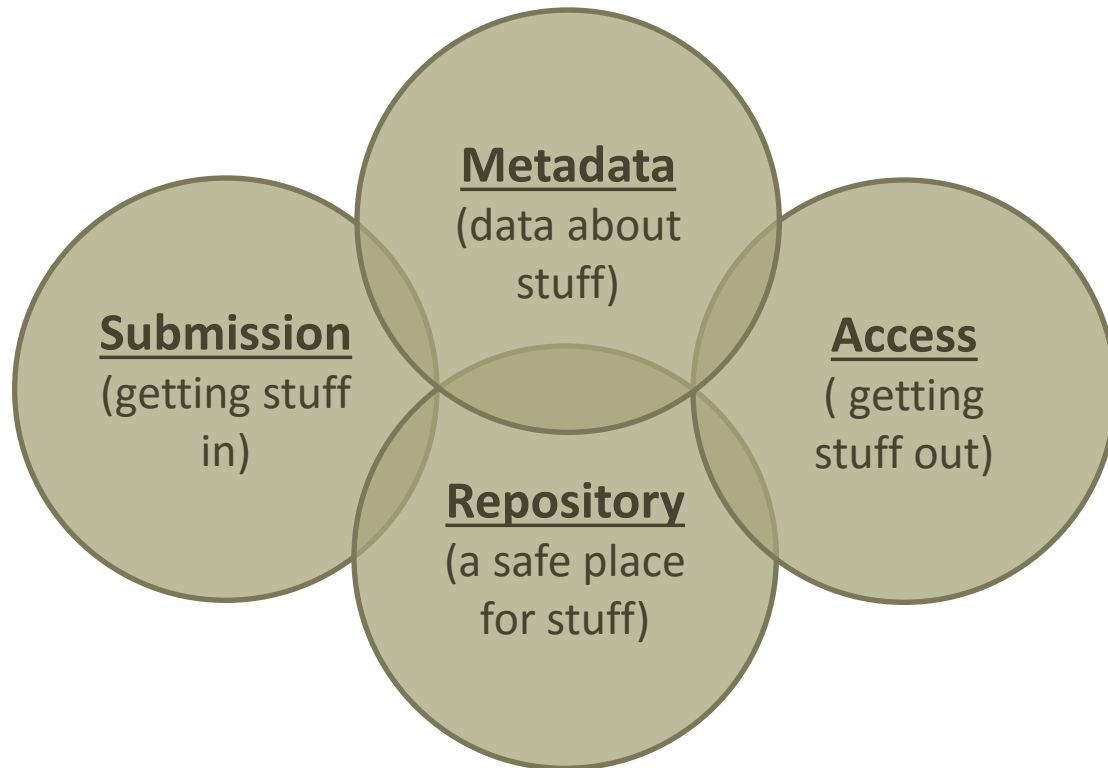 Metadata
(data about
stuff)
Submission
(getting stuff
in)
Access
( getting
stuff out)
Repository
(a safe place
for stuff)